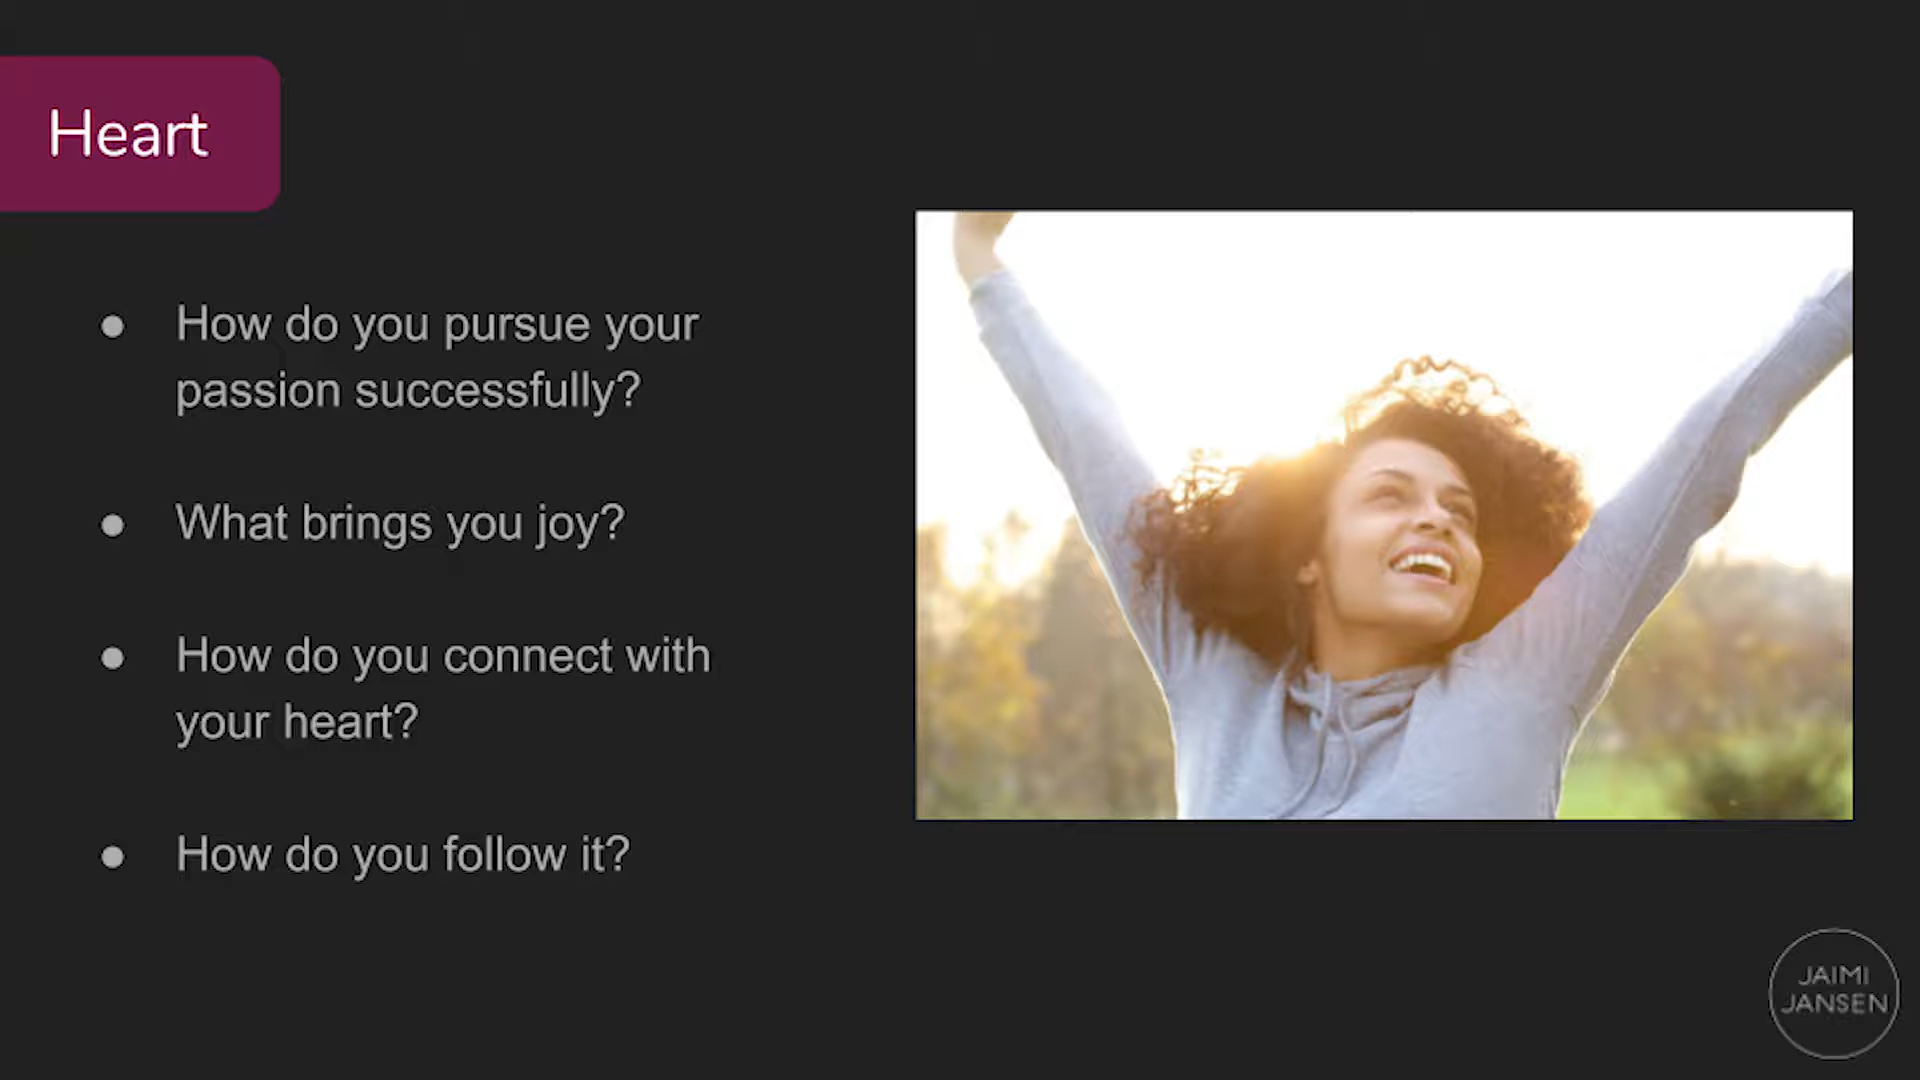 Heart
● How do you pursue your
passion successfully?
● What brings you joy?
● How do you connect with
your heart?
● How do you follow it?
JAIMI
JANSEN